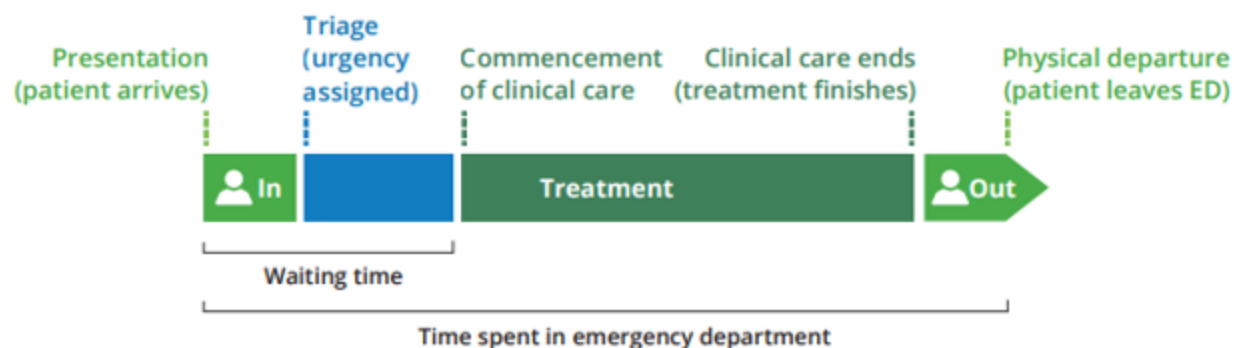 Presentation
(patient arrives)
Triage
(urgency
assigned)
Commencement
of clinical care
Clinical care ends
(treatment finishes)
Physical departure
(patient leaves ED)
In
Treatment
Out
Waiting time
Time spent in emergency department